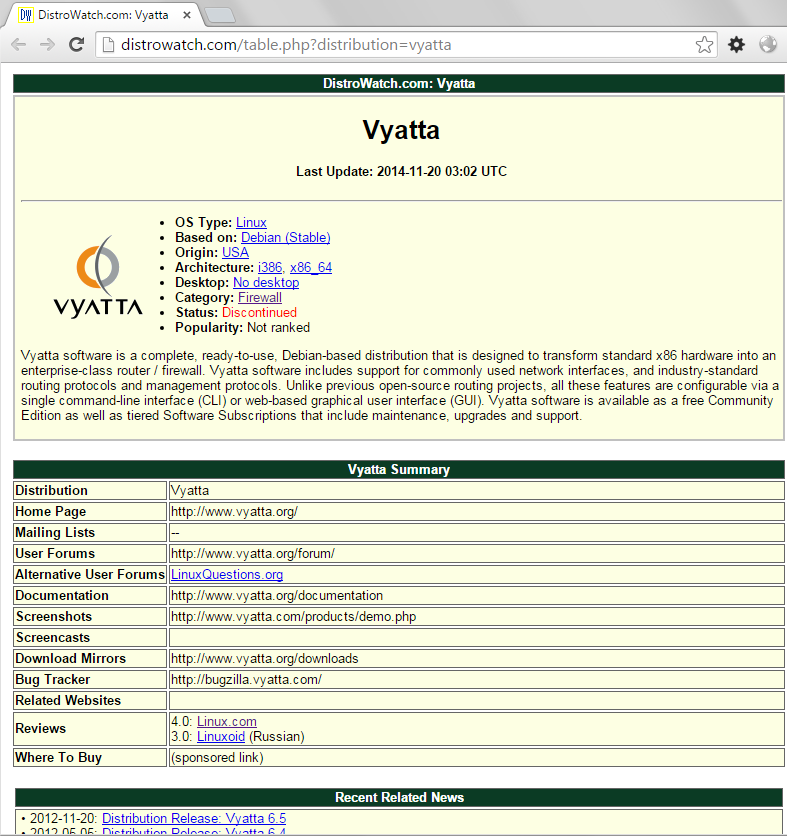 DistroWatch.com: Vyatta
distrowatch.com/table.php?distribution=vyatta
DistroWatch.com: Vyatta
Vyatta
Last Update: 2014-11-20 03:02 UTC
VYATTA
• OS Type: Linux
• Based on: Debian (Stable)
• Origin: USA
• Architecture: i386, x86_64
• Desktop: No desktop
• Category: Firewall
• Status: Discontinued
• Popularity: Not ranked
Vyatta software is a complete, ready-to-use, Debian-based distribution that is designed to transform standard x86 hardware into an
enterprise-class router / firewall. Vyatta software includes support for commonly used network interfaces, and industry-standard
routing protocols and management protocols. Unlike previous open-source routing projects, all these features are configurable via a
single command-line interface (CLI) or web-based graphical user interface (GUI). Vyatta software is available as a free Community
Edition as well as tiered Software Subscriptions that include maintenance, upgrades and support.
Vyatta Summary
Distribution Vyatta
Home Page http://www.vyatta.org/
Mailing Lists --
User Forums http://www.vyatta.org/forum/
Alternative User Forums LinuxQuestions.org
Documentation http://www.vyatta.org/documentation
Screenshots http://www.vyatta.com/products/demo.php
Screencasts
Download Mirrors http://www.vyatta.org/downloads
Bug Tracker http://bugzilla.vyatta.com/
Related Websites
Reviews 4.0: Linux.com
3.0: Linuxoid (Russian)
Where To Buy (sponsored link)
Recent Related News
• 2012-11-20: Distribution Release: Vyatta 6.5
• 2012-05-05: Distribution Release: Vyatta 6.4